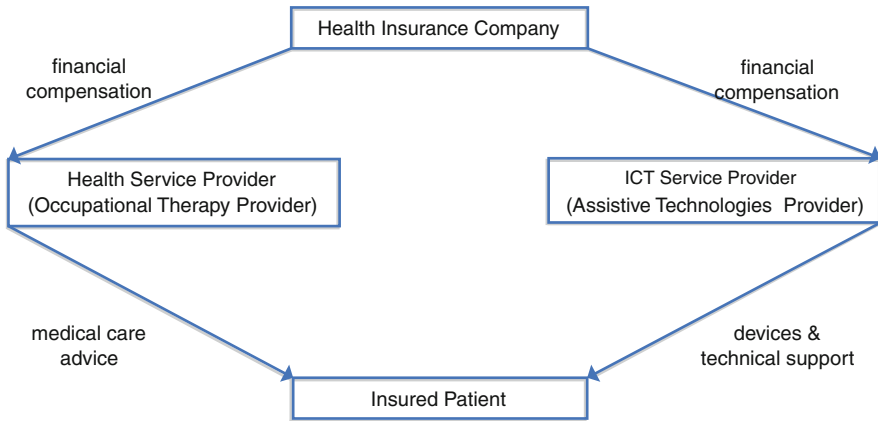 Health Insurance Company
financial
compensation
financial
compensation
Health Service Provider
(Occupational Therapy Provider)
ICT Service Provider
(Assistive Technologies Provider)
medical care
advice
devices &
technical support
Insured Patient